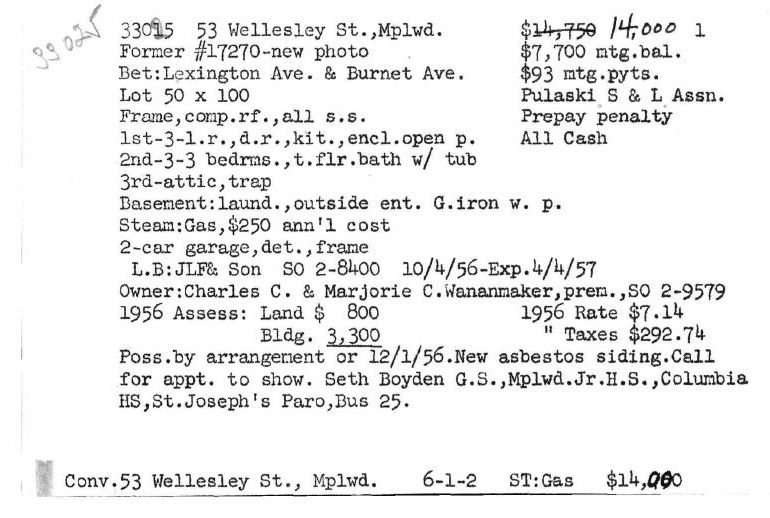 33025
33015 53 Wellesley St.,Mplwd. $14,750 14,000 1
Former #17270-new photo $7,700 mtg.bal.
Bet:Lexington Ave. & Burnet Ave. $93 mtg.pyts.
Lot 50 x 100 Pulaski S & L Assn.
Frame,comp.rf.,all s.s. Prepay penalty
1st-3-l.r.,d.r.,kit.,encl.open p. All Cash
2nd-3-3 bedrms.,t.flr.bath w/ tub
3rd-attic,trap
Basement:laund.,outside ent. G.iron w. p.
Steam:Gas,$250 ann'l cost
2-car garage,det.,frame
L.B:JLF& Son SO 2-8400 10/4/56-Exp.4/4/57
Owner:Charles C. & Marjorie C.Wananmaker,prem.,SO 2-9579
1956 Assess: Land $ 800 1956 Rate $7.14
Bldg. 3,300 " Taxes $292.74
Poss.by arrangement or 12/1/56.New asbestos siding.Call
for appt. to show. Seth Boyden G.S.,Mplwd.Jr.H.S.,Columbia
HS,St.Joseph's Paro,Bus 25.
Conv.53 Wellesley St., Mplwd. 6-1-2 ST:Gas $14,000